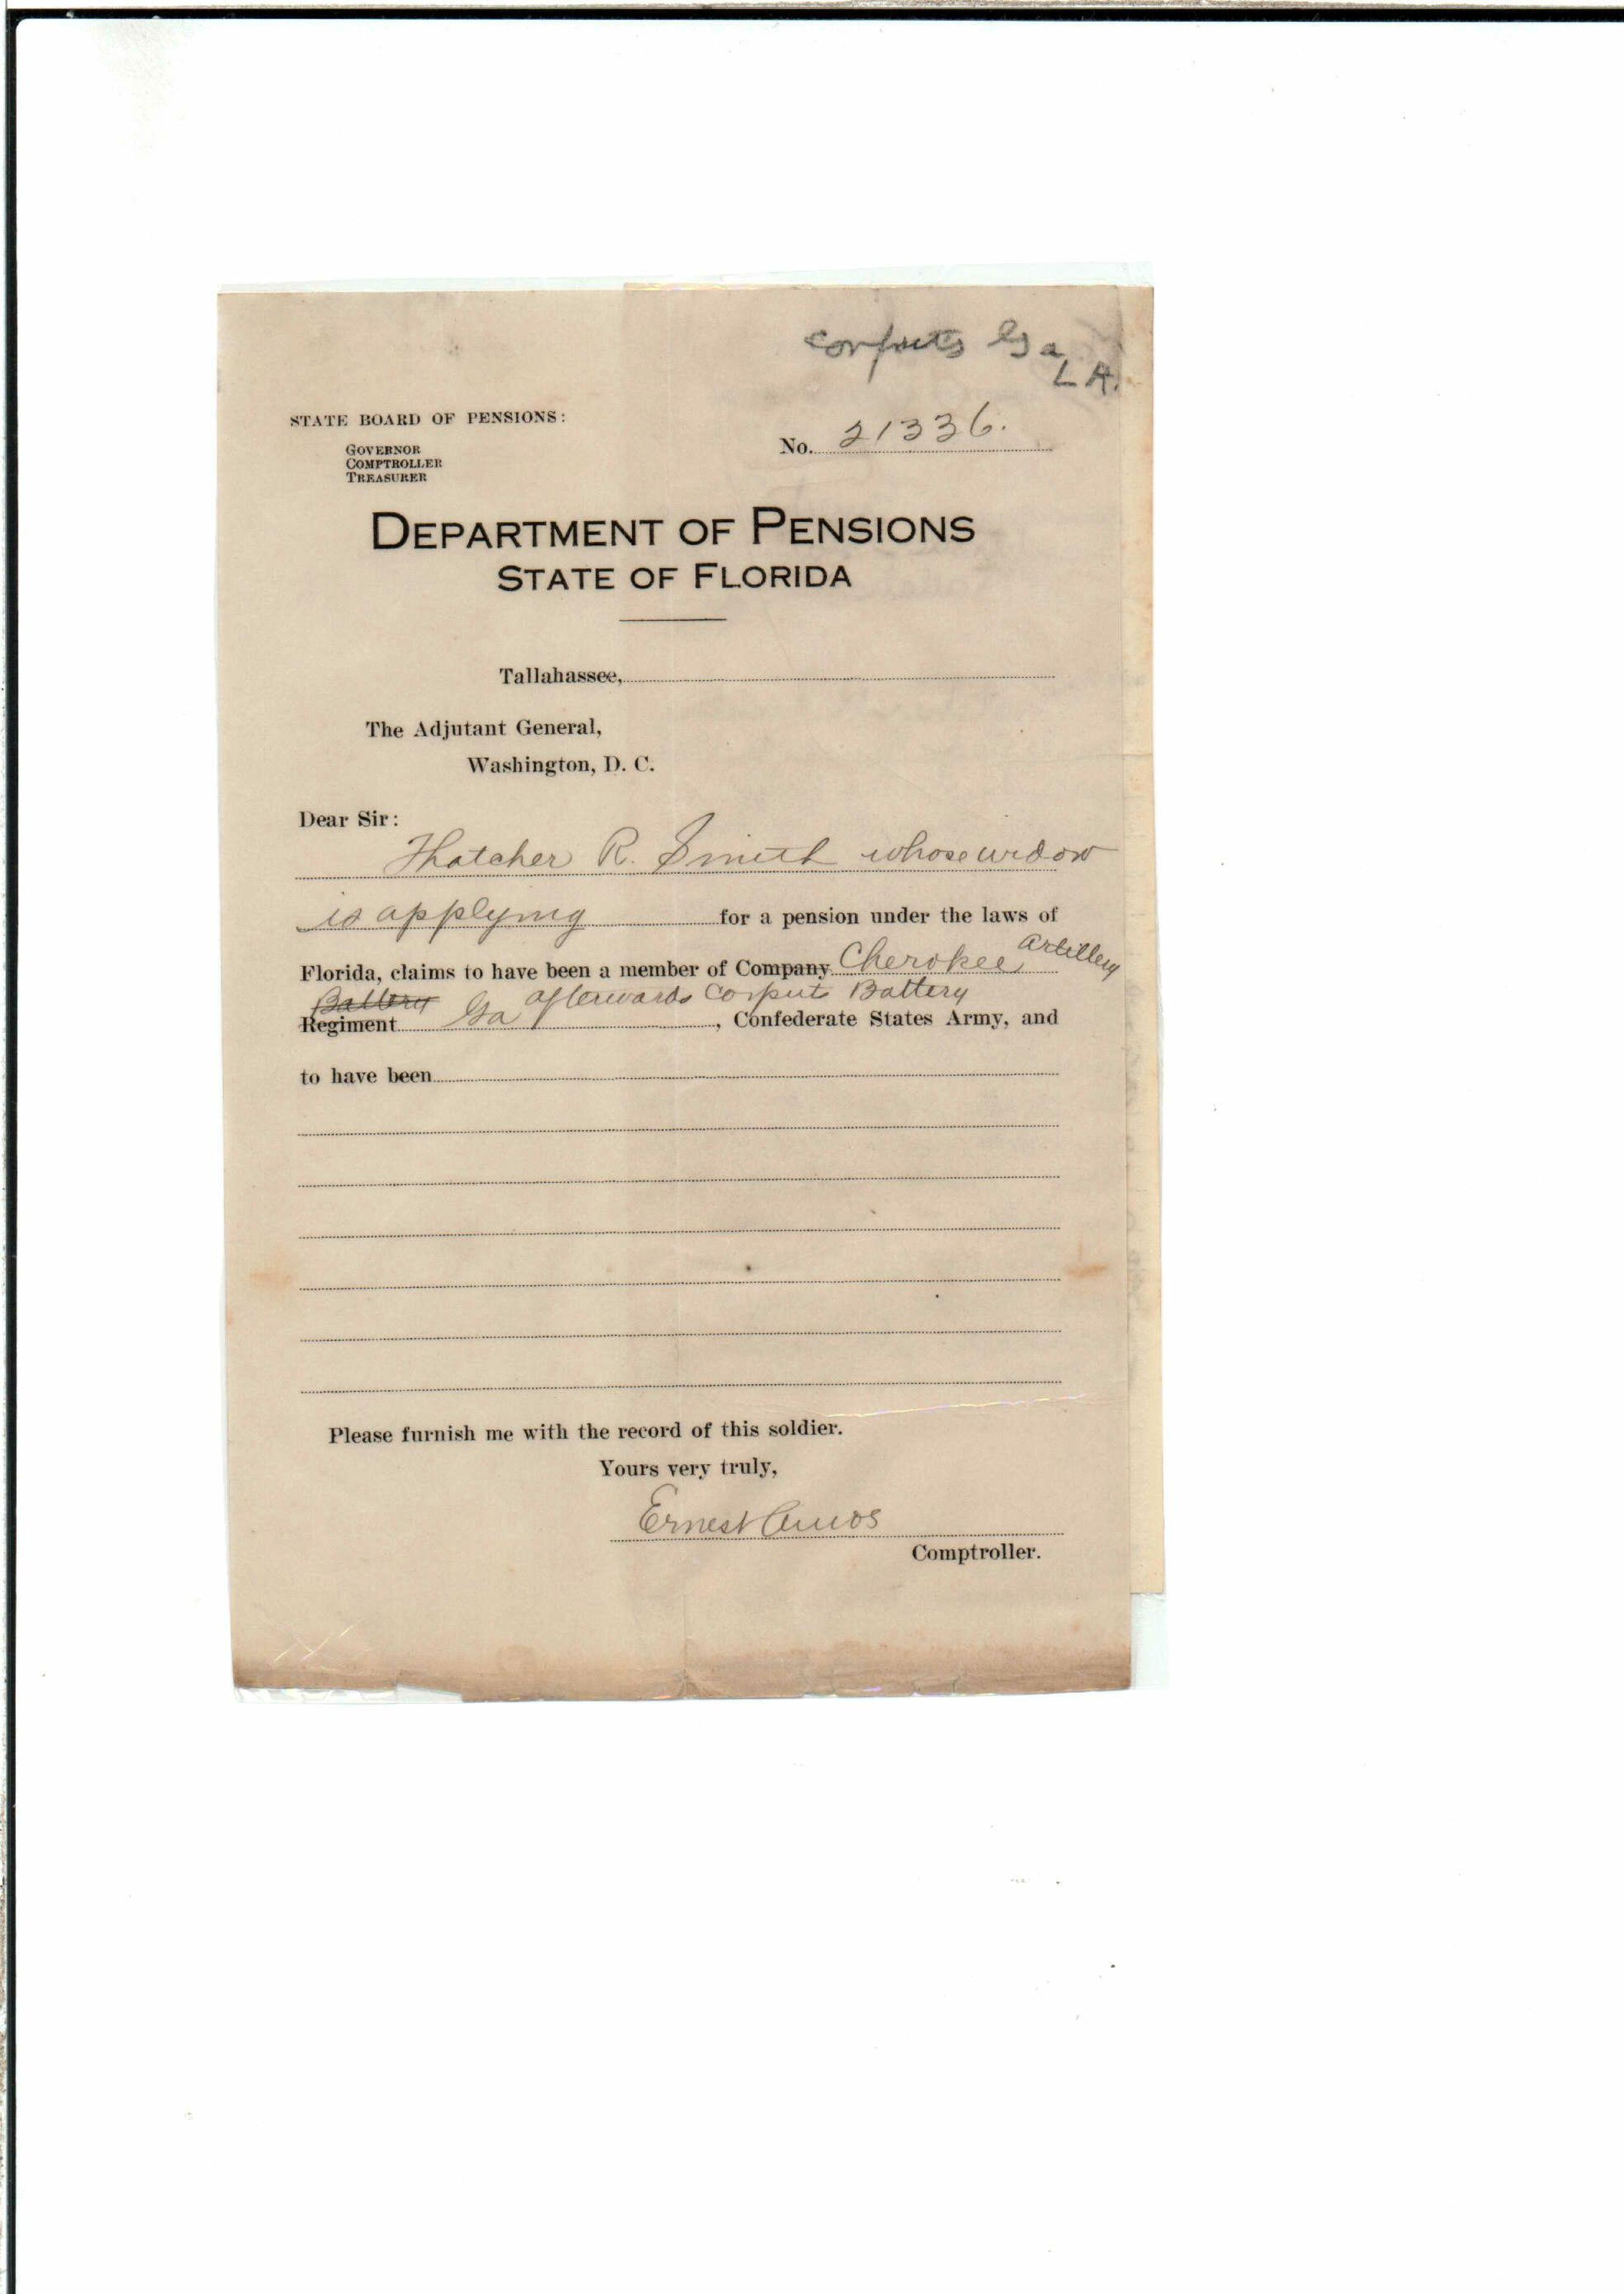 Corputs Ga
L A.
STATE BOARD OF PENSIONS:
GOVERNOR
COMPTROLLER
TREASURER
No. 21336.
DEPARTMENT OF PENSIONS
STATE OF FLORIDA
Tallahassee,
The Adjutant General,
Washington, D. C.
Dear Sir:
Thatcher R. Smith whose widow
is applying for a pension under the laws of
Florida, claims to have been a member of Company Cherokee Artillery
Battery afterwards Corputs Battery
Regiment Ga, Confederate States Army, and
to have been
Please furnish me with the record of this soldier.
Yours very truly,
Ernest Amos
Comptroller.